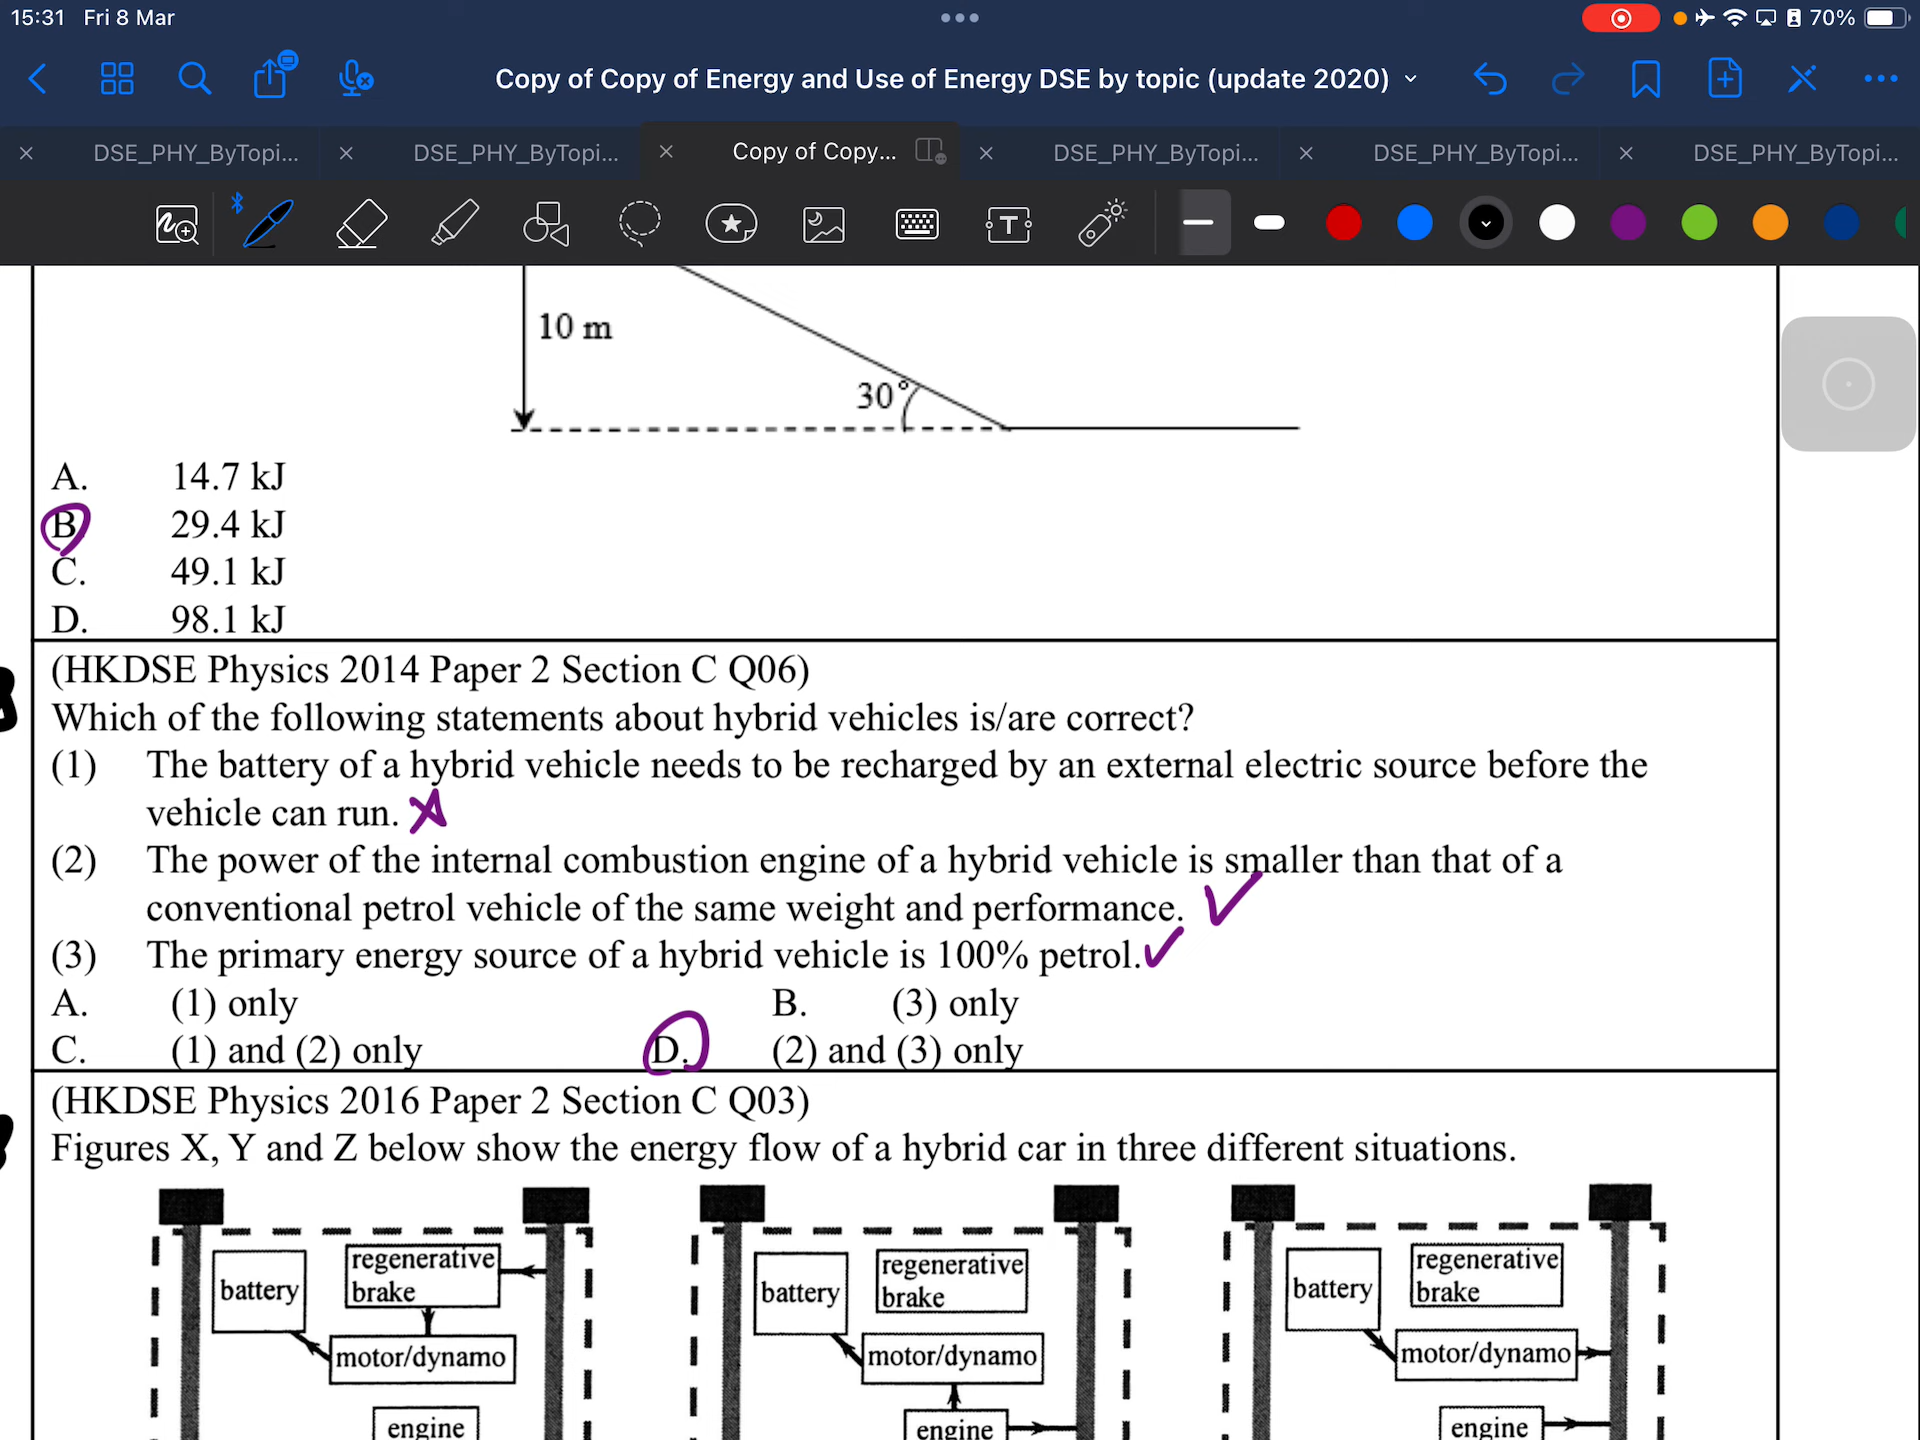 15:31 Fri 8 Mar
70%
Copy of Copy of Energy and Use of Energy DSE by topic (update 2020)
DSE_PHY_ByTopi... DSE_PHY_ByTopi... Copy of Copy... DSE_PHY_ByTopi... DSE_PHY_ByTopi... DSE_PHY_ByTopi...
10 m
30°
A. 14.7 kJ
B. 29.4 kJ
C. 49.1 kJ
D. 98.1 kJ
(HKDSE Physics 2014 Paper 2 Section C Q06)
Which of the following statements about hybrid vehicles is/are correct?
(1) The battery of a hybrid vehicle needs to be recharged by an external electric source before the
vehicle can run.
(2) The power of the internal combustion engine of a hybrid vehicle is smaller than that of a
conventional petrol vehicle of the same weight and performance.
(3) The primary energy source of a hybrid vehicle is 100% petrol.
A. (1) only B. (3) only
C. (1) and (2) only D. (2) and (3) only
(HKDSE Physics 2016 Paper 2 Section C Q03)
Figures X, Y and Z below show the energy flow of a hybrid car in three different situations.
battery
regenerative
brake
motor/dynamo
engine
battery
regenerative
brake
motor/dynamo
engine
battery
regenerative
brake
motor/dynamo
engine